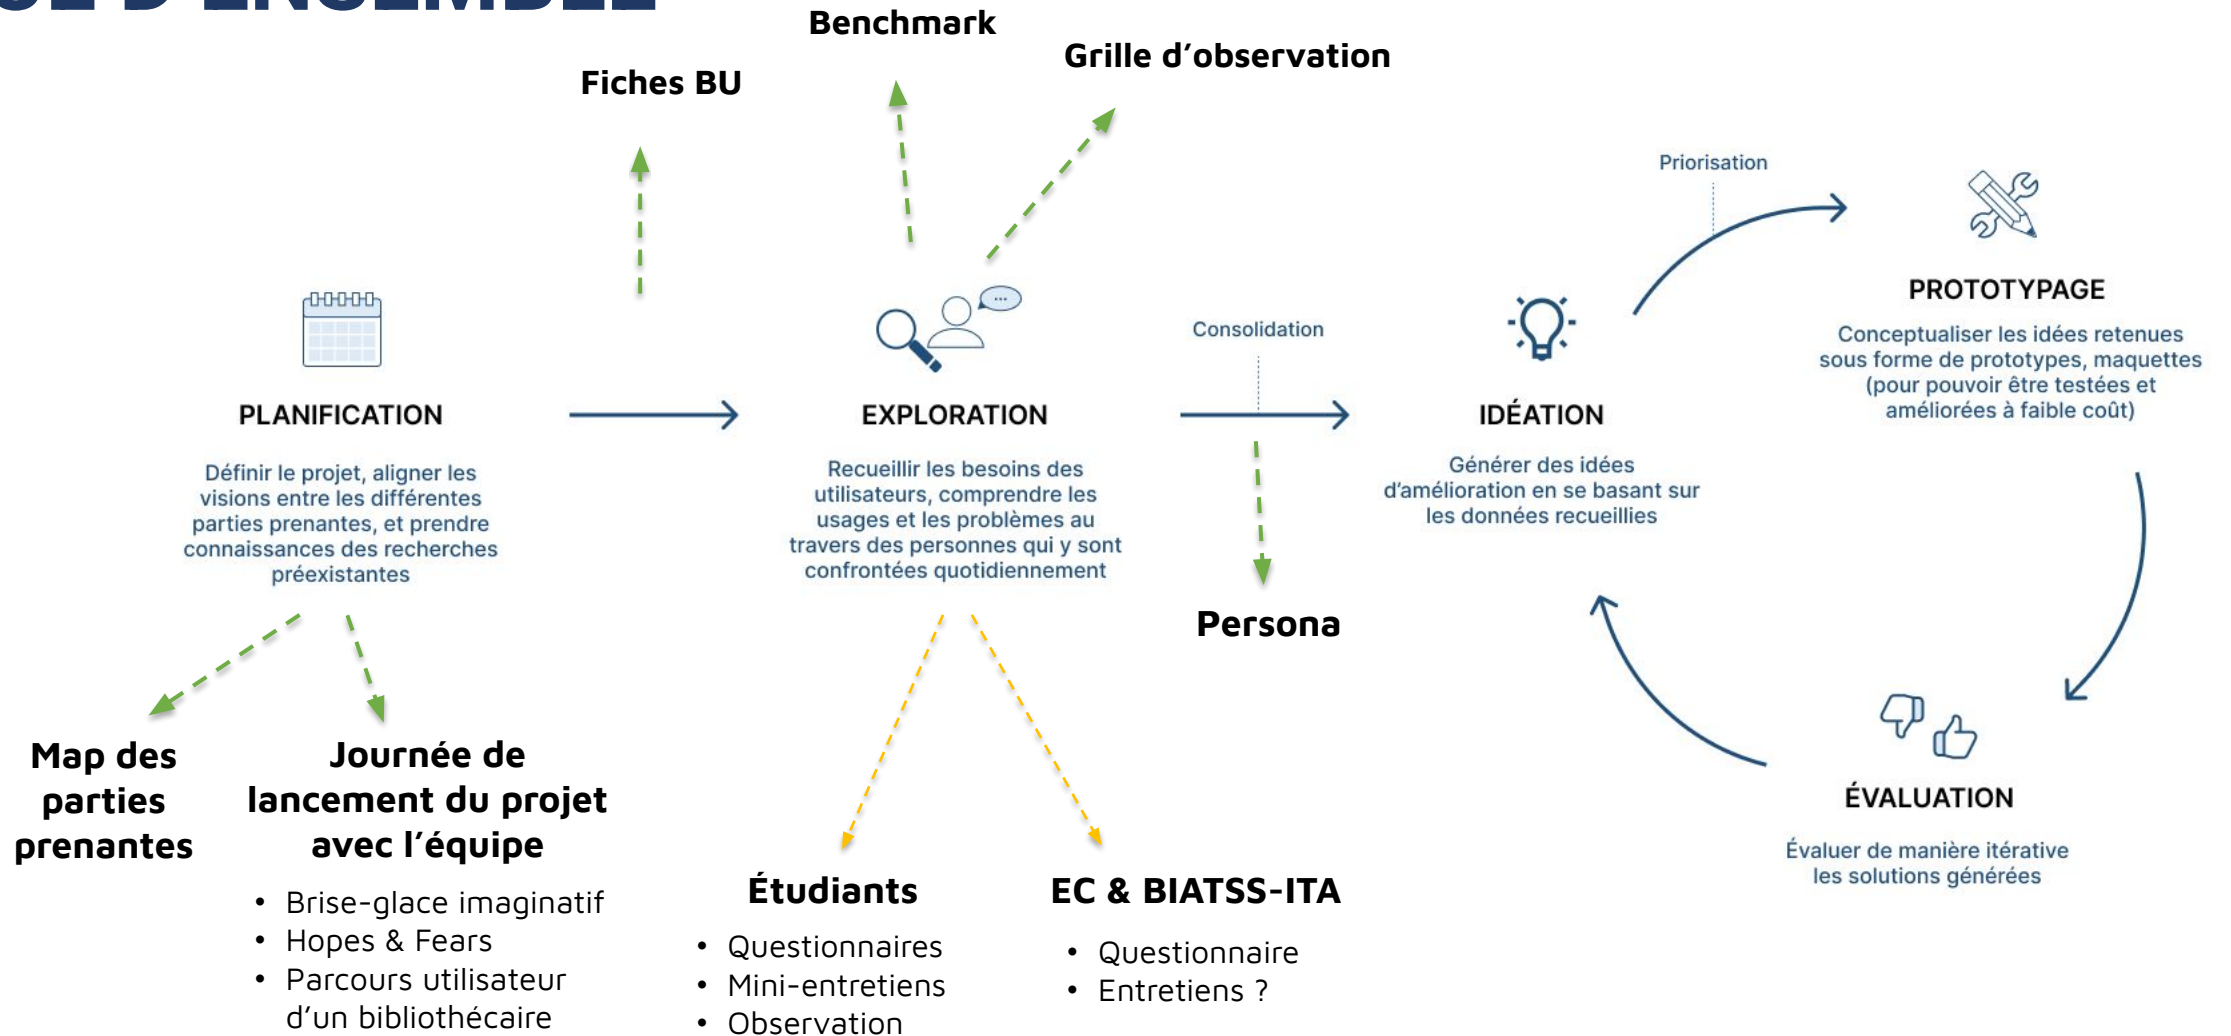 D'ENSEMBLE
Benchmark
Grille d'observation
Fiches BU
Priorisation
PLANIFICATION
Définir le projet, aligner les
visions entre les différentes
parties prenantes, et prendre
connaissances des recherches
préexistantes
EXPLORATION
Recueillir les besoins des
utilisateurs, comprendre les
usages et les problèmes au
travers des personnes qui y sont
confrontées quotidiennement
Consolidation
IDÉATION
Générer des idées
d'amélioration en se basant sur
les données recueillies
PROTOTYPAGE
Conceptualiser les idées retenues
sous forme de prototypes, maquettes
(pour pouvoir être testées et
améliorées à faible coût)
Persona
ÉVALUATION
Évaluer de manière itérative
les solutions générées
Map des
parties
prenantes
Journée de
lancement du projet
avec l'équipe
• Brise-glace imaginatif
• Hopes & Fears
• Parcours utilisateur
d'un bibliothécaire
Étudiants
• Questionnaires
• Mini-entretiens
• Observation
EC & BIATSS-ITA
• Questionnaire
• Entretiens ?